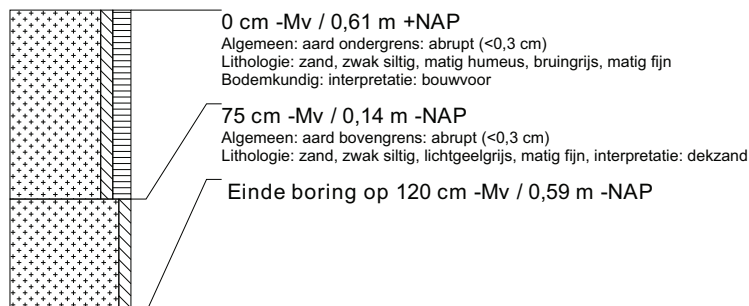 0 cm -Mv / 0,61 m +NAP
Algemeen: aard ondergrens: abrupt (<0,3 cm)
Lithologie: zand, zwak siltig, matig humeus, bruingrijs, matig fijn
Bodemkundig: interpretatie: bouwvoor
75 cm -Mv / 0,14 m -NAP
Algemeen: aard bovengrens: abrupt (<0,3 cm)
Lithologie: zand, zwak siltig, lichtgeelgrijs, matig fijn, interpretatie: dekzand
Einde boring op 120 cm -Mv / 0,59 m -NAP